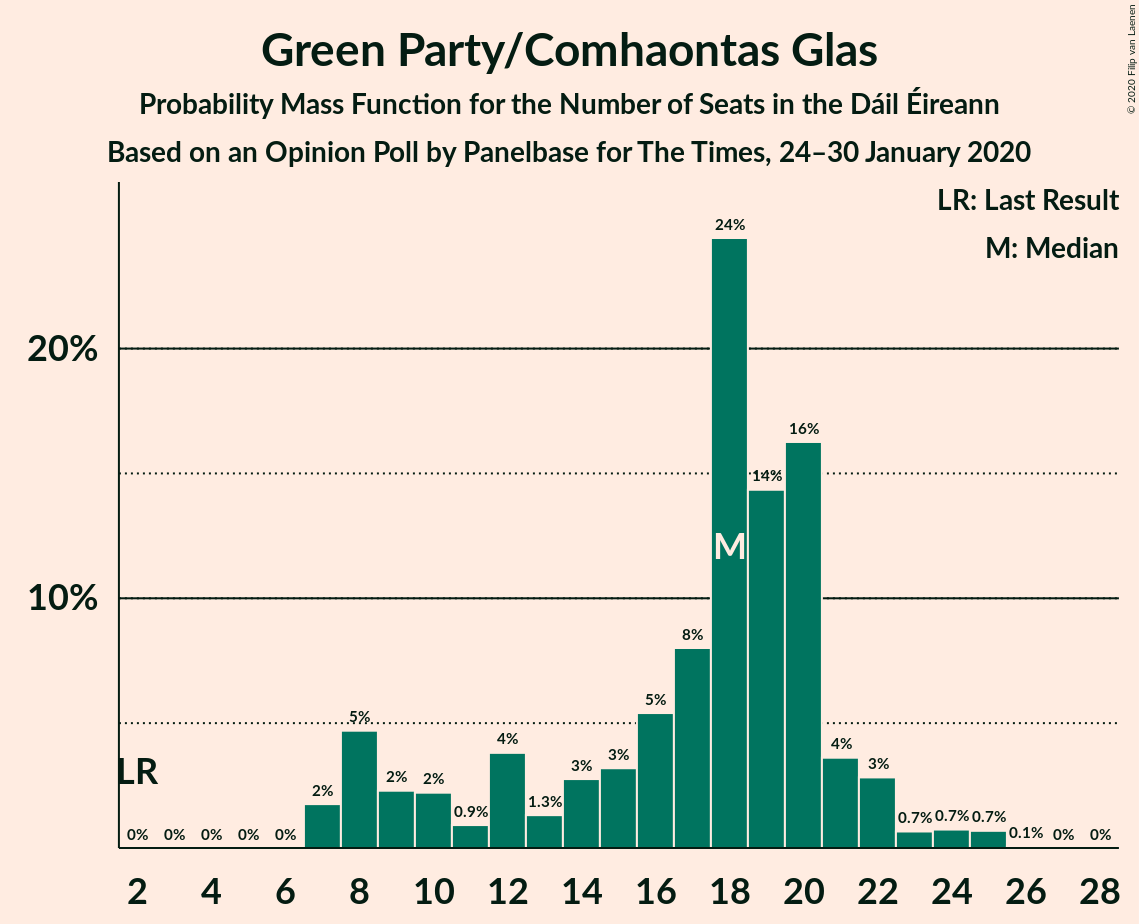 Green Party/Comhaontas Glas
Probability Mass Function for the Number of Seats in the Dáil Éireann
Based on an Opinion Poll by Panelbase for The Times, 24–30 January 2020
© 2020 Filip van Laenen
LR: Last Result
M: Median
20%
10%
LR
M
0% 0% 0% 0% 0% 2% 5% 2% 2% 0.9% 4% 1.3% 3% 3% 5% 8% 24% 14% 16% 4% 3% 0.7% 0.7% 0.7% 0.1% 0% 0%
2 4 6 8 10 12 14 16 18 20 22 24 26 28